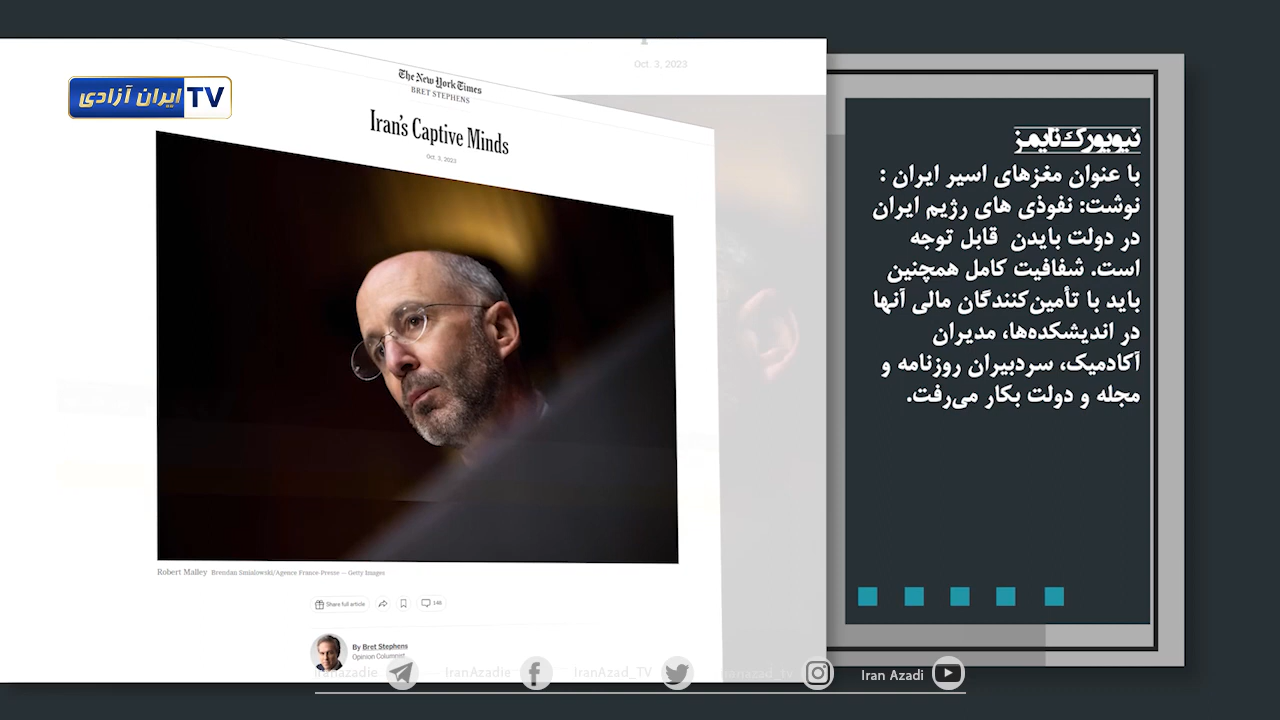 Oct. 3, 2023
ایران آزادی TV
The New York Times
BRET STEPHENS
Iran's Captive Minds
Oct. 3, 2023
Robert Malley Brendan Smialowski/Agence France-Presse — Getty Images
Share full article
148
By Bret Stephens
Opinion Columnist
نیویورک‌تایمز
با عنوان مغزهای اسیر ایران :
نوشت: نفوذی های رژیم ایران
در دولت بایدن قابل توجه
است. شفافیت کامل همچنین
باید با تأمین‌کنندگان مالی آنها
در اندیشکده‌ها، مدیران
آکادمیک، سردبیران روزنامه و
مجله و دولت بکار می‌رفت.
iranazadie
IranAzadie
IranAzad_TV
iranazad_tv
Iran Azadi